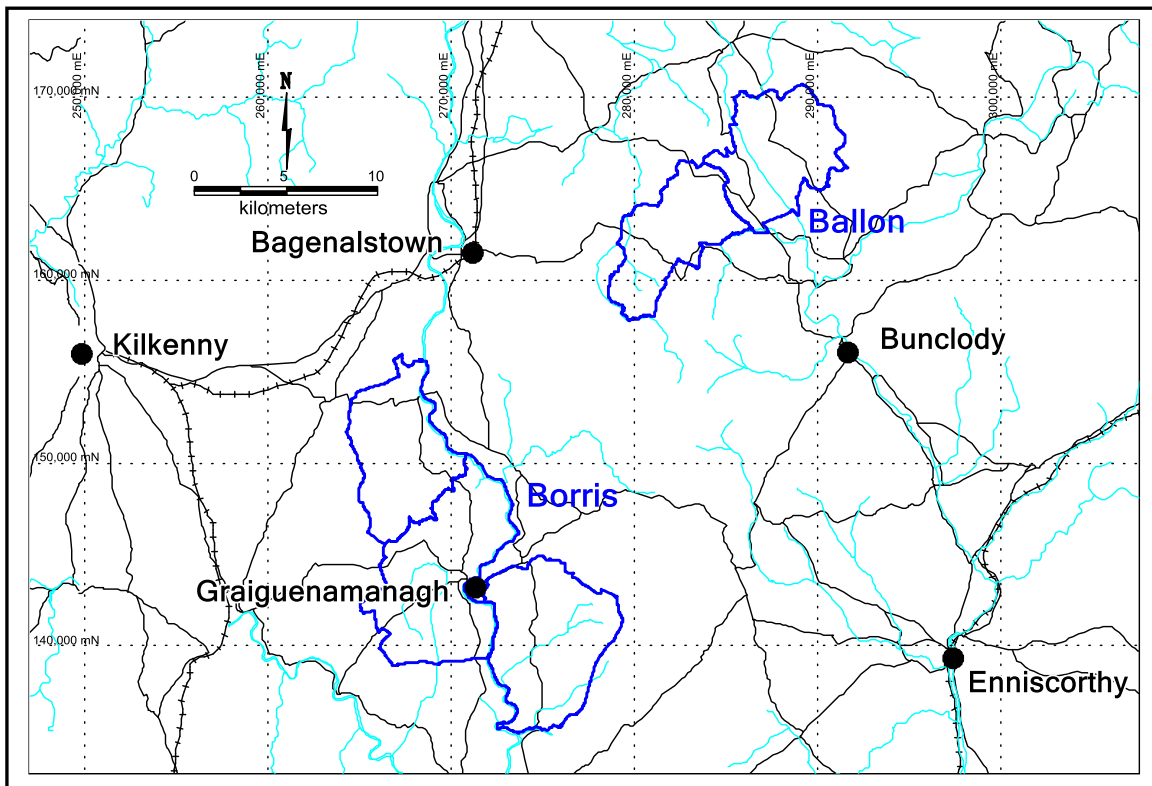 250,000 mE
260,000 mE
270,000 mE
280,000 mE
290,000 mE
300,000 mE
170,000 mN
N
0 5 10
kilometers
Ballon
Bagenalstown
160,000 mN
Kilkenny
Bunclody
150,000 mN
Borris
Graiguenamanagh
140,000 mN
Enniscorthy